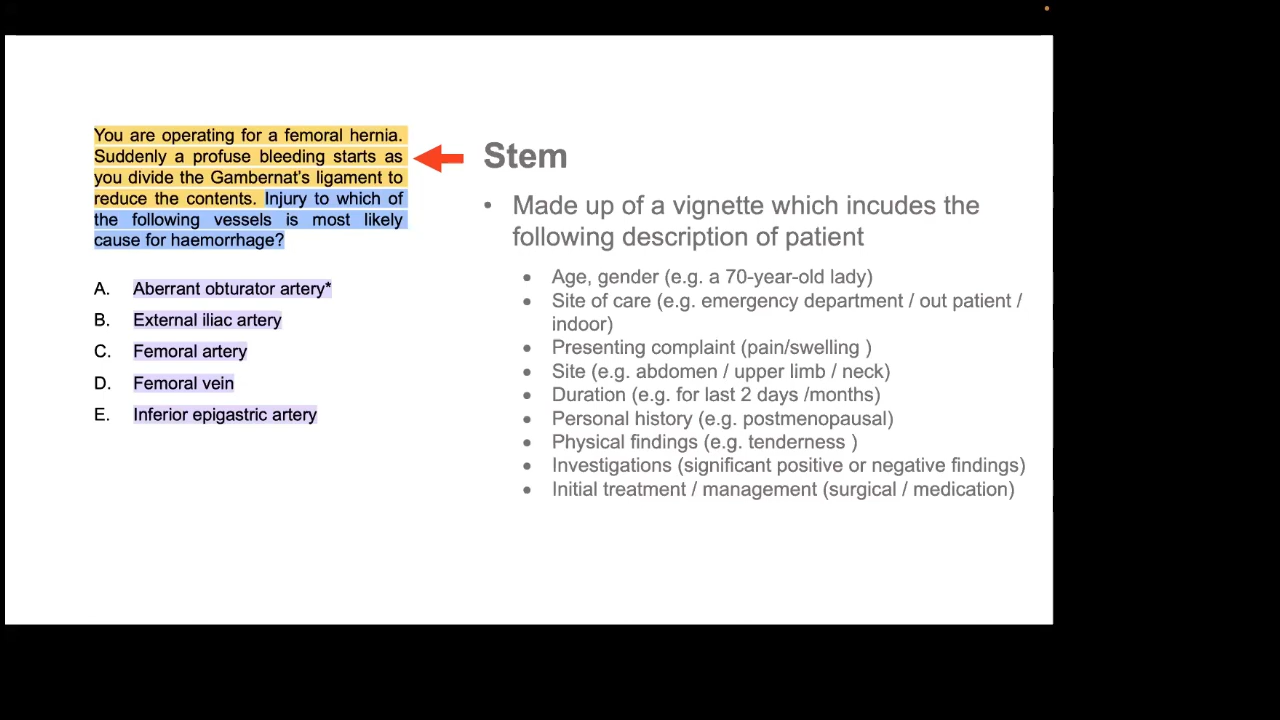 You are operating for a femoral hernia.
Suddenly a profuse bleeding starts as
you divide the Gambernat's ligament to
reduce the contents. Injury to which of
the following vessels is most likely
cause for haemorrhage?
A. Aberrant obturator artery*
B. External iliac artery
C. Femoral artery
D. Femoral vein
E. Inferior epigastric artery
Stem
• Made up of a vignette which incudes the
following description of patient
• Age, gender (e.g. a 70-year-old lady)
• Site of care (e.g. emergency department / out patient /
indoor)
• Presenting complaint (pain/swelling )
• Site (e.g. abdomen / upper limb / neck)
• Duration (e.g. for last 2 days /months)
• Personal history (e.g. postmenopausal)
• Physical findings (e.g. tenderness )
• Investigations (significant positive or negative findings)
• Initial treatment / management (surgical / medication)